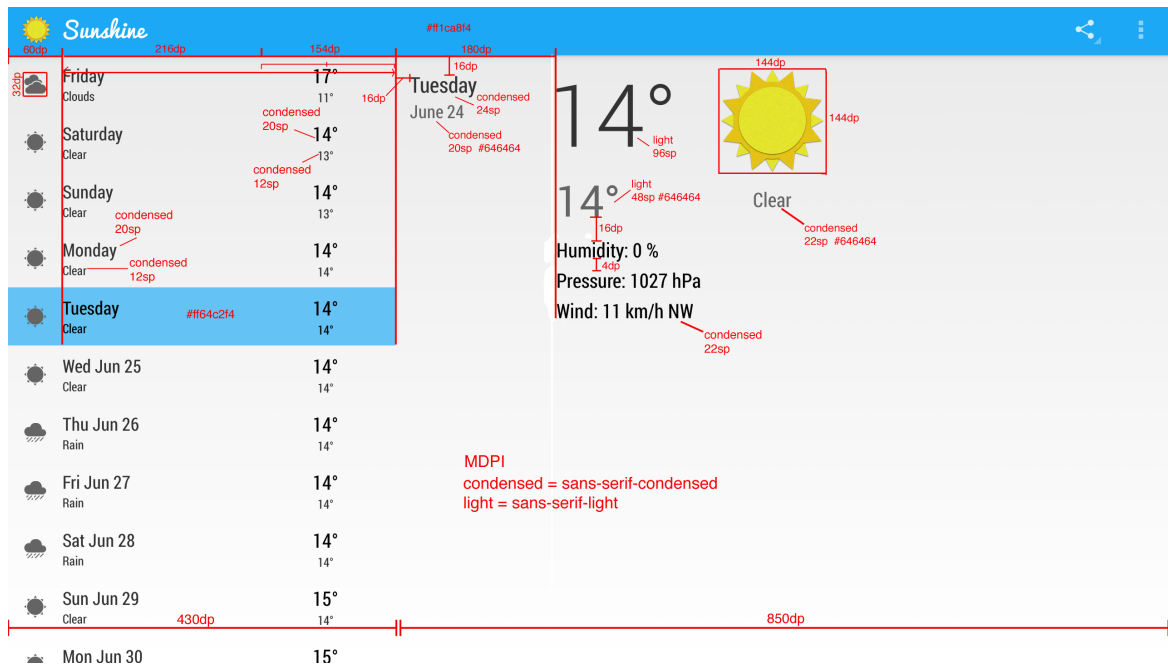 Sunshine
#ff1ca8f4
60dp
216dp
154dp
180dp
32dp
Friday
17°
Clouds
11°
16dp
16dp
Tuesday
condensed
24sp
June 24
condensed
20sp #646464
14°
light
96sp
144dp
144dp
condensed
20sp
Saturday
14°
Clear
13°
condensed
12sp
Sunday
14°
Clear
13°
14°
light
48sp #646464
Clear
condensed
22sp #646464
condensed
20sp
16dp
Monday
14°
Clear
14°
condensed
12sp
Humidity: 0 %
4dp
Pressure: 1027 hPa
Wind: 11 km/h NW
condensed
22sp
Tuesday
#ff64c2f4
14°
Clear
14°
Wed Jun 25
14°
Clear
14°
Thu Jun 26
14°
Rain
14°
MDPI
condensed = sans-serif-condensed
light = sans-serif-light
Fri Jun 27
14°
Rain
14°
Sat Jun 28
14°
Rain
14°
Sun Jun 29
15°
Clear
14°
430dp
850dp
Mon Jun 30
15°